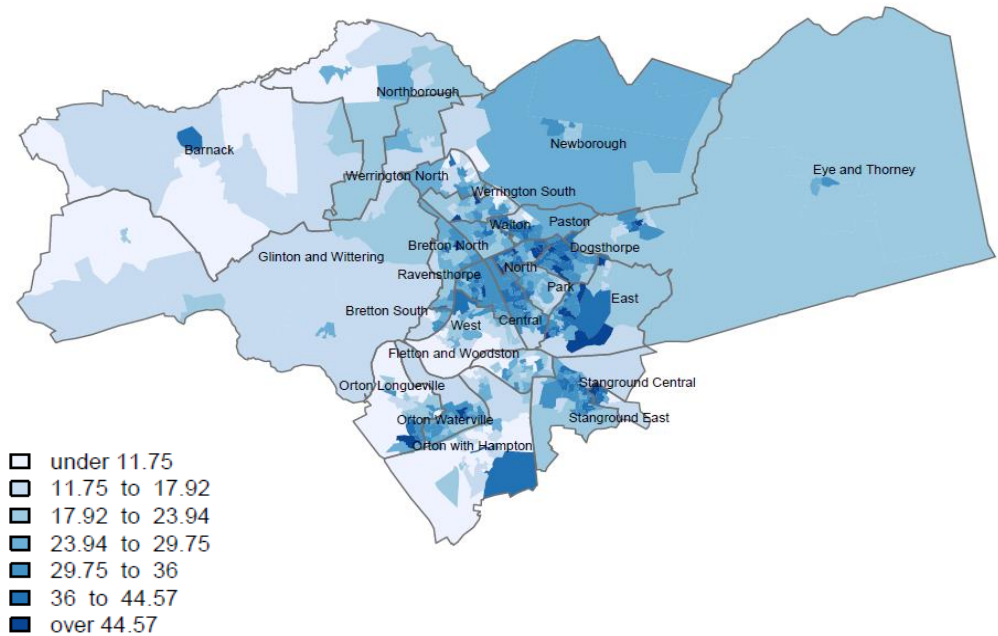 Northborough
Barnack
Newborough
Eye and Thorney
Werrington North
Werrington South
Walton
Paston
Bretton North
Dogsthorpe
Glinton and Wittering
Ravensthorpe
North
Park
East
Bretton South
West
Central
Fletton and Woodston
Orton Longueville
Stanground Central
Orton Waterville
Stanground East
Orton with Hampton
under 11.75
11.75 to 17.92
17.92 to 23.94
23.94 to 29.75
29.75 to 36
36 to 44.57
over 44.57